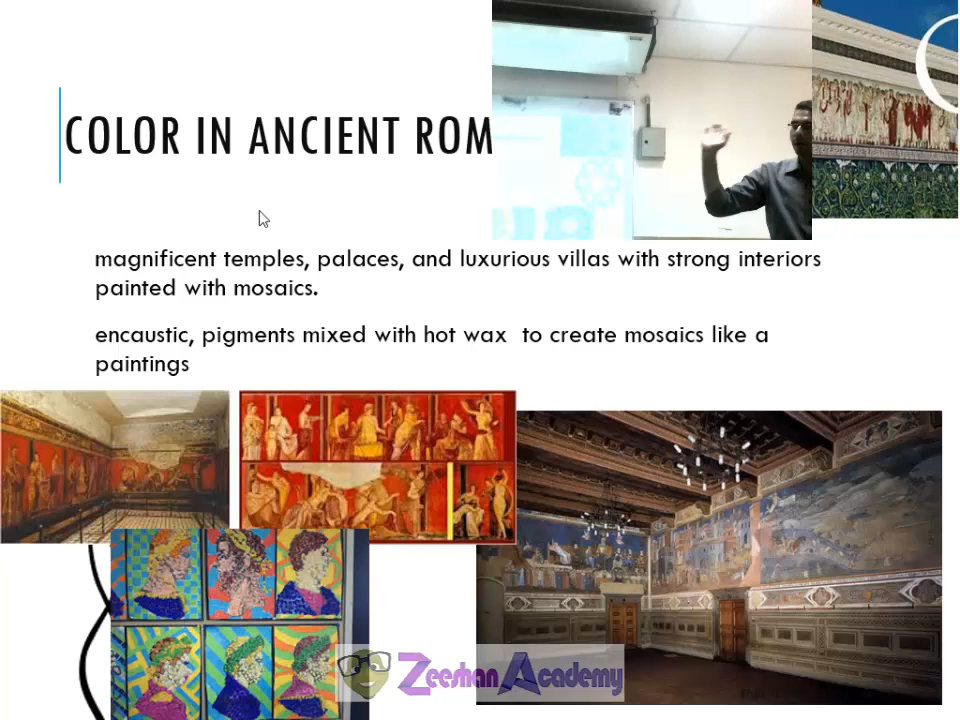 COLOR IN ANCIENT ROM
magnificent temples, palaces, and luxurious villas with strong interiors
painted with mosaics.
encaustic, pigments mixed with hot wax to create mosaics like a
paintings
Zeeshan Academy